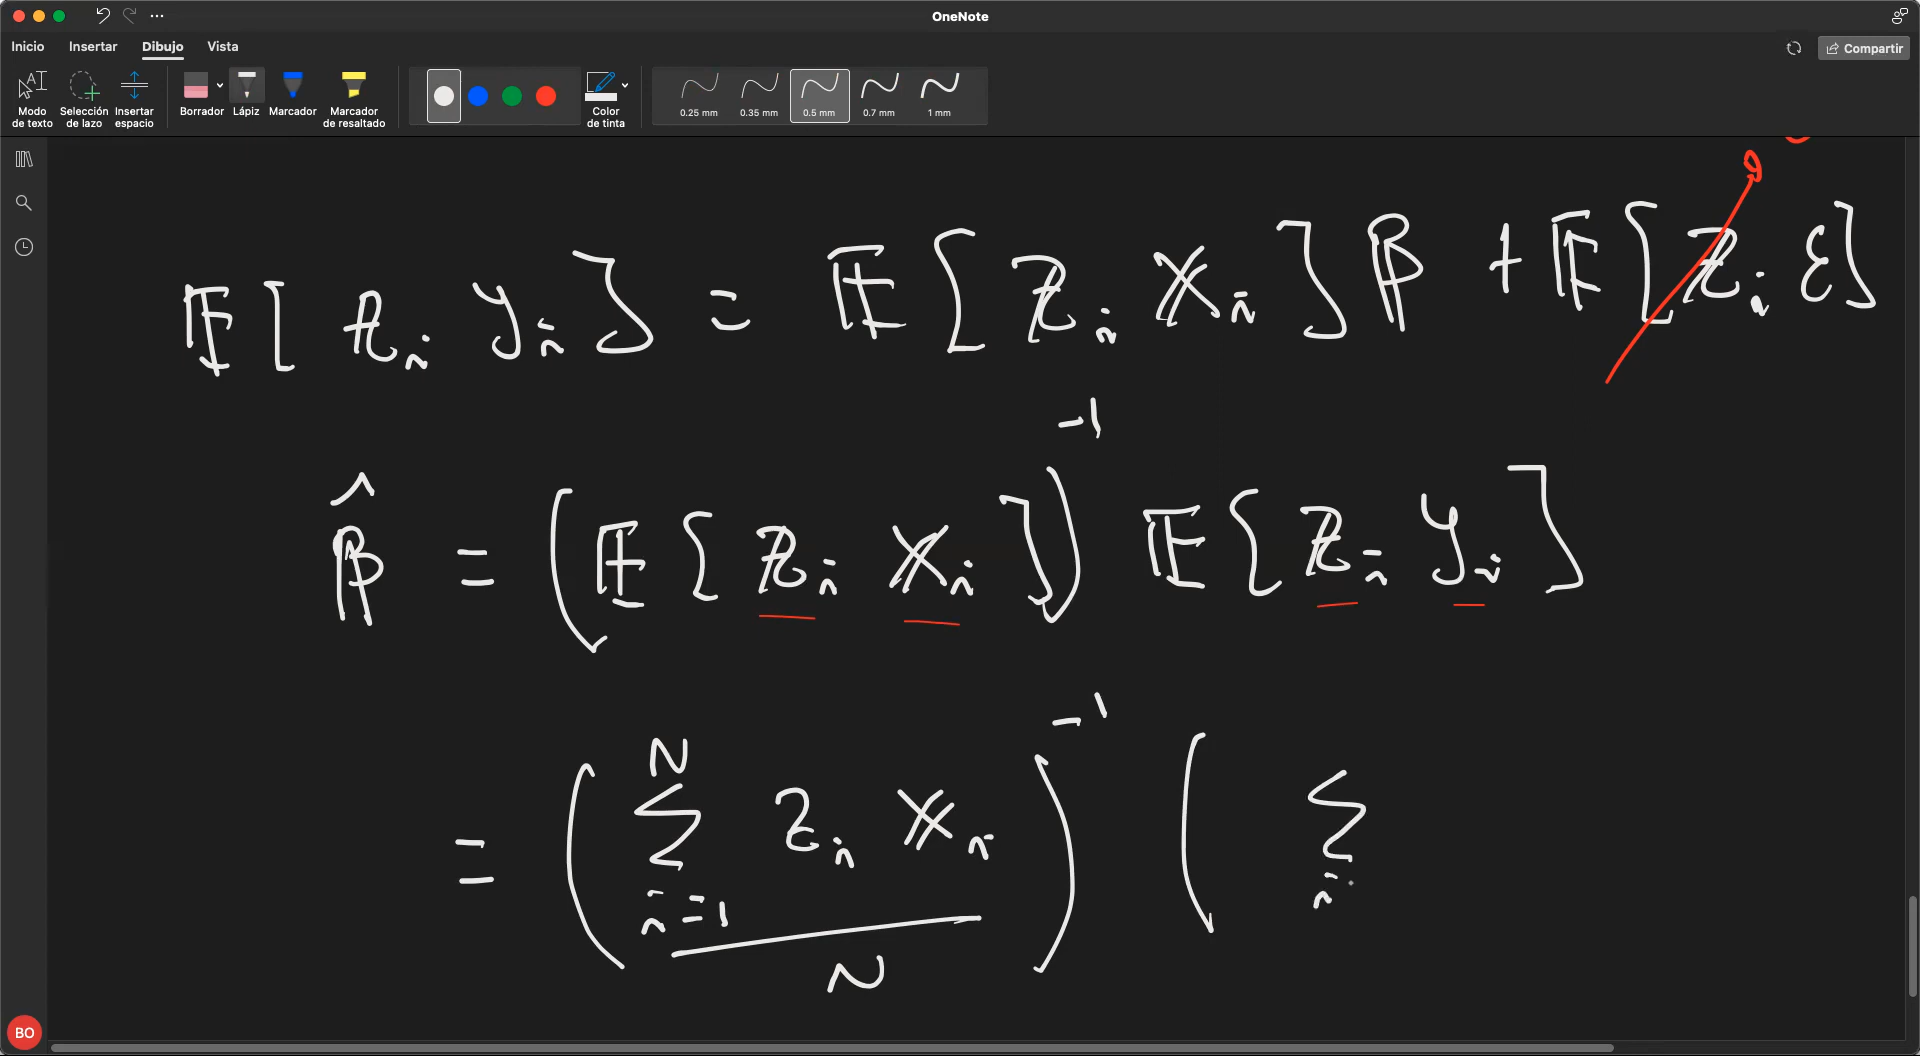 OneNote
Inicio Insertar Dibujo Vista
Compartir
Modo de texto
Selección de lazo
Insertar espacio
Borrador
Lápiz
Marcador
Marcador de resaltado
Color de tinta
0.25 mm 0.35 mm 0.5 mm 0.7 mm 1 mm
𝔼[ℤᵢ yᵢ] = 𝔼[ℤᵢ 𝕏ᵢ]β + 𝔼[ℤᵢ ε] 0
β̂ = (𝔼[ℤᵢ 𝕏ᵢ])⁻¹ 𝔼[ℤᵢ yᵢ]
= (∑ᵢ₌₁ᴺ Zᵢ 𝕏ᵢ / N)⁻¹ (∑ᵢ
BO